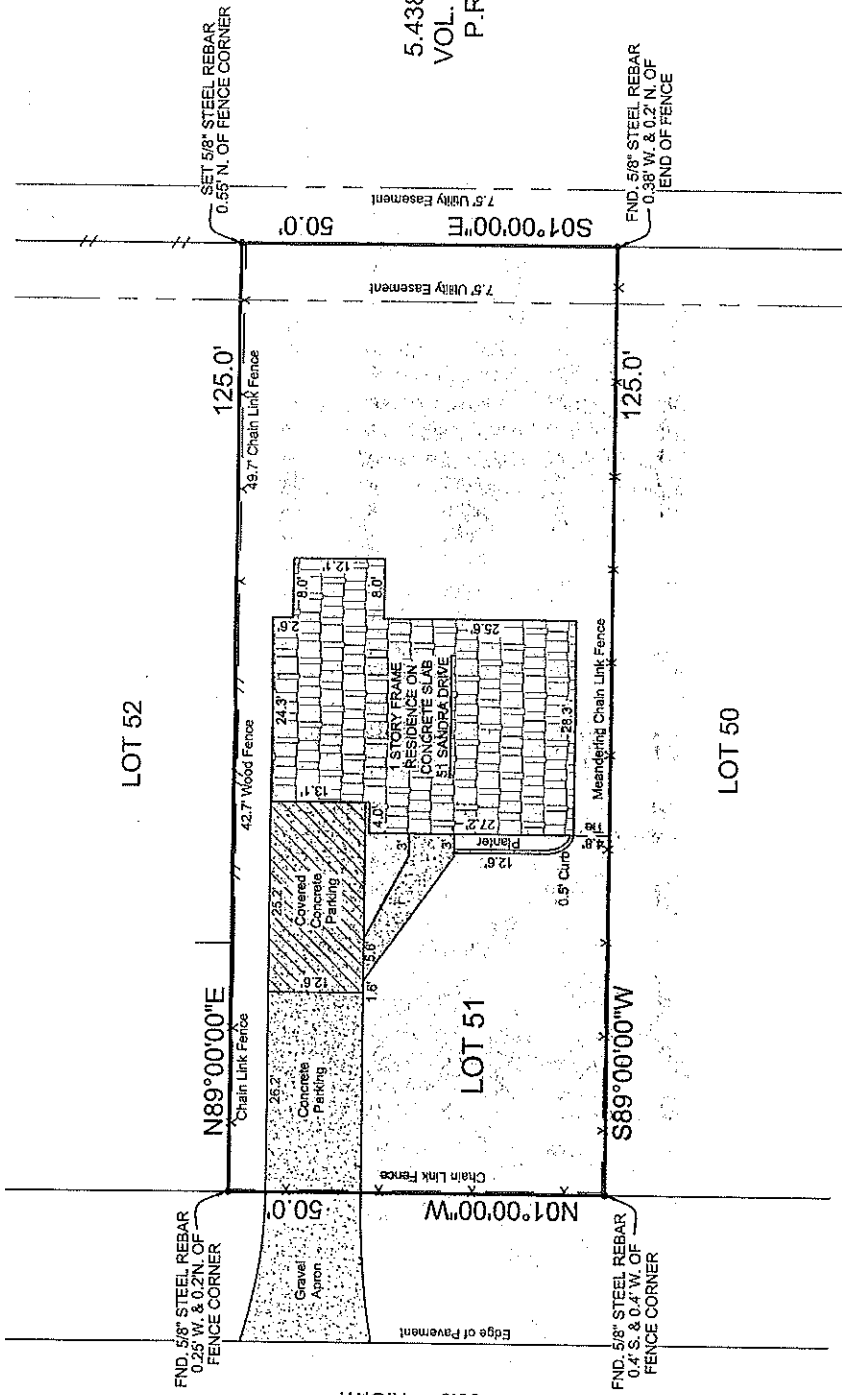 5.438
VOL.
P.R
SET 5/8" STEEL REBAR
0.55' N. OF FENCE CORNER
LOT 52
125.0'
49.7' Chain Link Fence
42.7' Wood Fence
N89°00'00"E
Chain Link Fence
FND. 5/8" STEEL REBAR
0.25' W. & 0.2'N. OF
FENCE CORNER
50.0'
S01°00'00"E
7.5' Utility Easement
7.5' Utility Easement
12.1'
8.0'
8.0'
2.6'
24.3'
13.1'
4.0'
25.6'
1 STORY FRAME
RESIDENCE ON
CONCRETE SLAB
51 SANDRA DRIVE
27.2'
28.3'
25.2'
Covered
Concrete
Parking
12.6'
3'
3'
Planter
12.6'
0.5' Curb
4.8'
Tie
5.6'
1.6'
26.2'
Concrete
Parking
LOT 51
Gravel
Apron
50.0'
N01°00'00"W
Chain Link Fence
Edge of Pavement
S89°00'00"W
Meandering Chain Link Fence
125.0'
LOT 50
FND. 5/8" STEEL REBAR
0.38' W. & 0.2' N. OF
END OF FENCE
FND. 5/8" STEEL REBAR
0.4' S. & 0.4' W. OF
FENCE CORNER